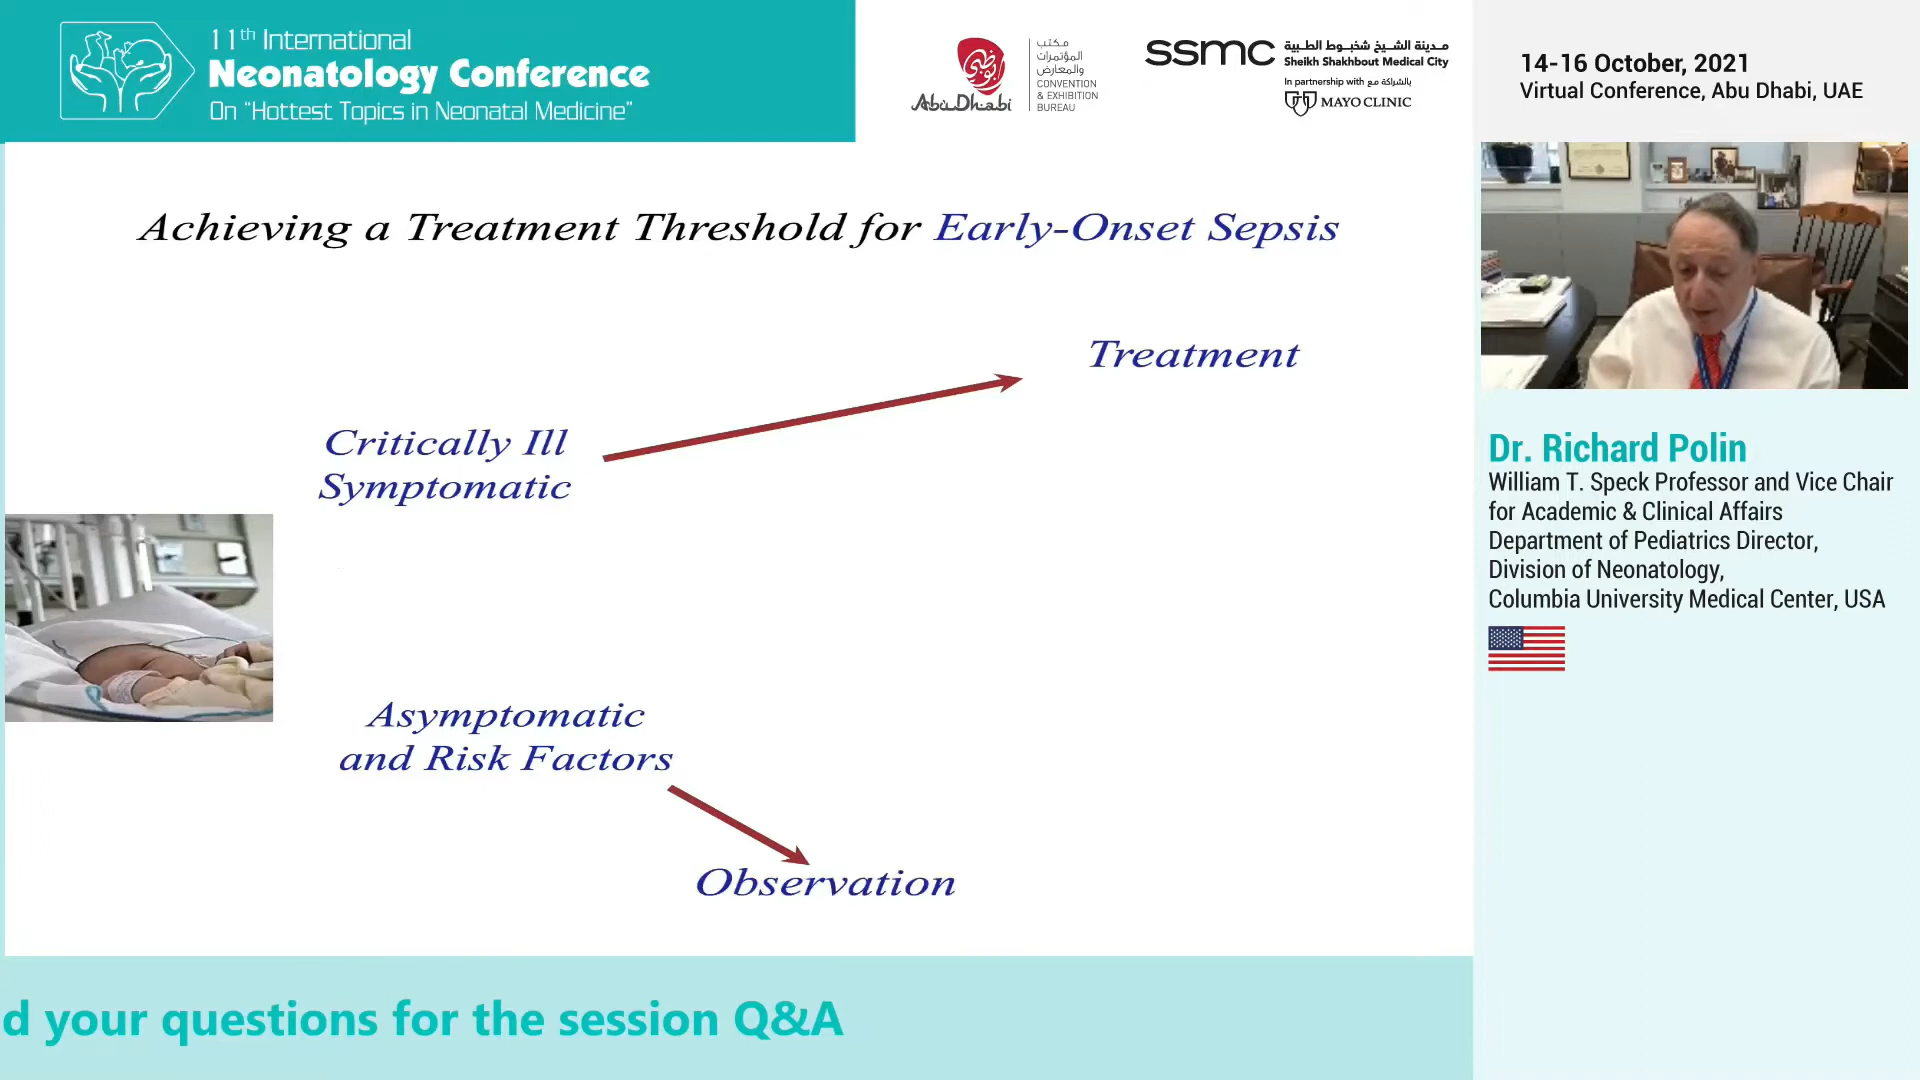 11th International
Neonatology Conference
On "Hottest Topics in Neonatal Medicine"
أبوظبي
AbuDhabi
مكتب
المؤتمرات
والمعارض
CONVENTION
& EXHIBITION
BUREAU
ssmc
مدينة الشيخ شخبوط الطبية
Sheikh Shakhbout Medical City
In partnership with بالشراكة مع
MAYO CLINIC
14-16 October, 2021
Virtual Conference, Abu Dhabi, UAE
Achieving a Treatment Threshold for Early-Onset Sepsis
Treatment
Critically Ill
Symptomatic
Asymptomatic
and Risk Factors
Observation
Dr. Richard Polin
William T. Speck Professor and Vice Chair
for Academic & Clinical Affairs
Department of Pediatrics Director,
Division of Neonatology,
Columbia University Medical Center, USA
d your questions for the session Q&A